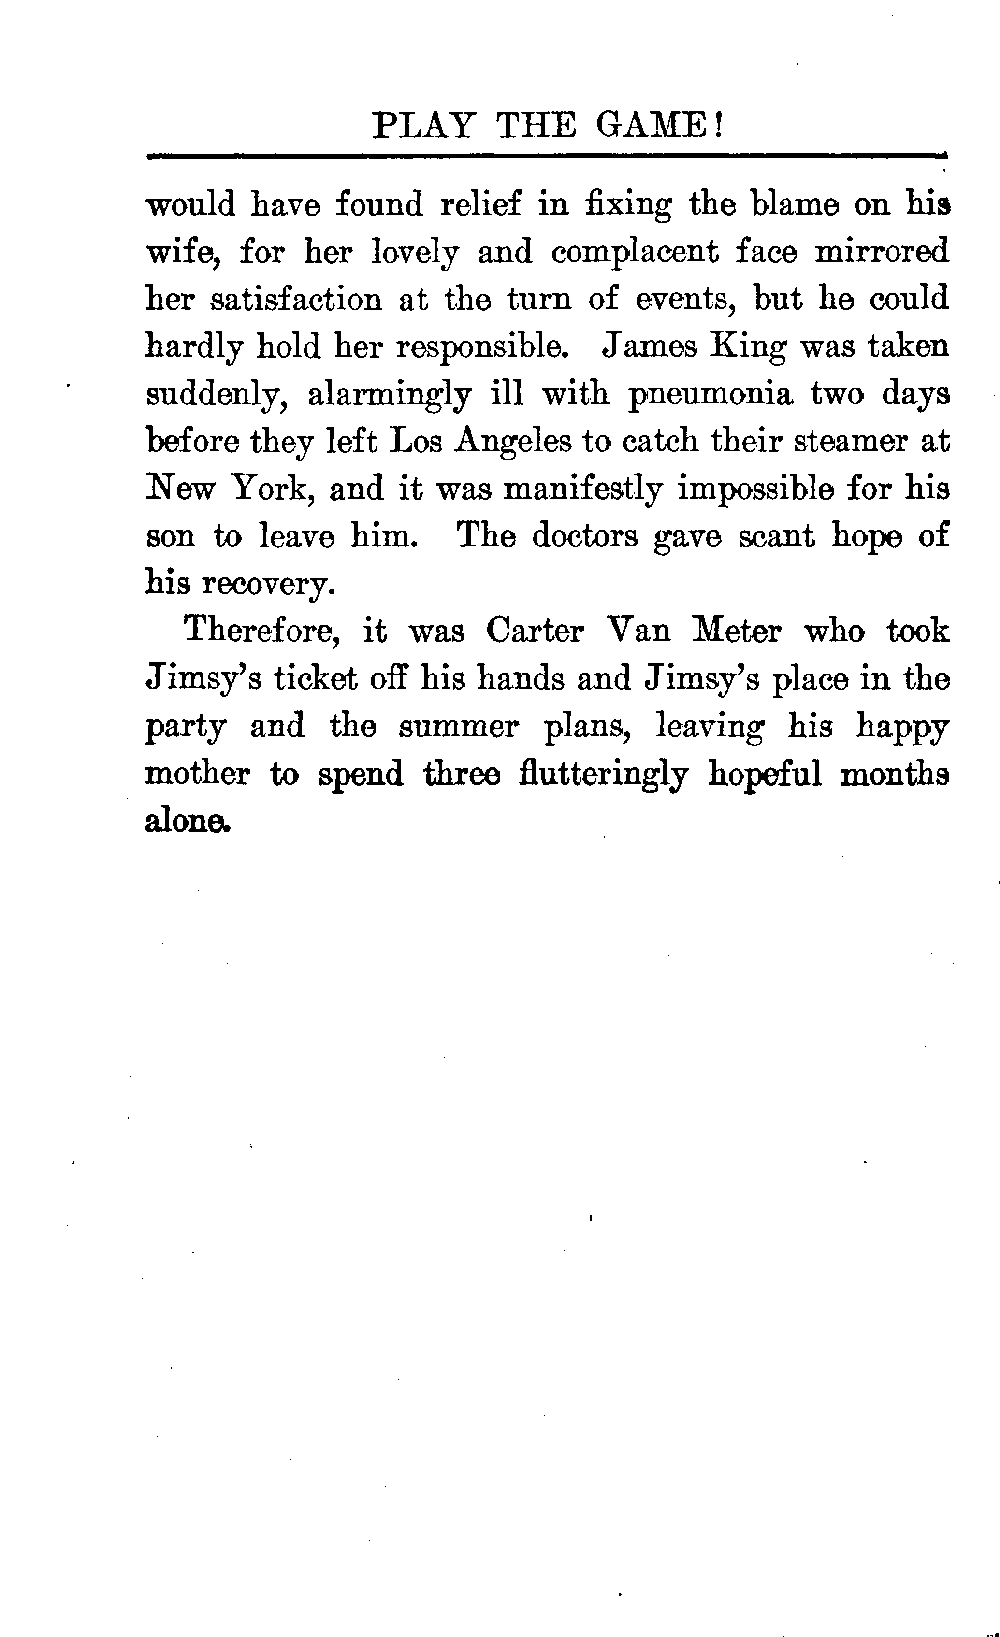 PLAY THE GAME!
would have found relief in fixing the blame on his
wife, for her lovely and complacent face mirrored
her satisfaction at the turn of events, but he could
hardly hold her responsible. James King was taken
suddenly, alarmingly ill with pneumonia two days
before they left Los Angeles to catch their steamer at
New York, and it was manifestly impossible for his
son to leave him. The doctors gave scant hope of
his recovery.
Therefore, it was Carter Van Meter who took
Jimsy's ticket off his hands and Jimsy's place in the
party and the summer plans, leaving his happy
mother to spend three flutteringly hopeful months
alone.